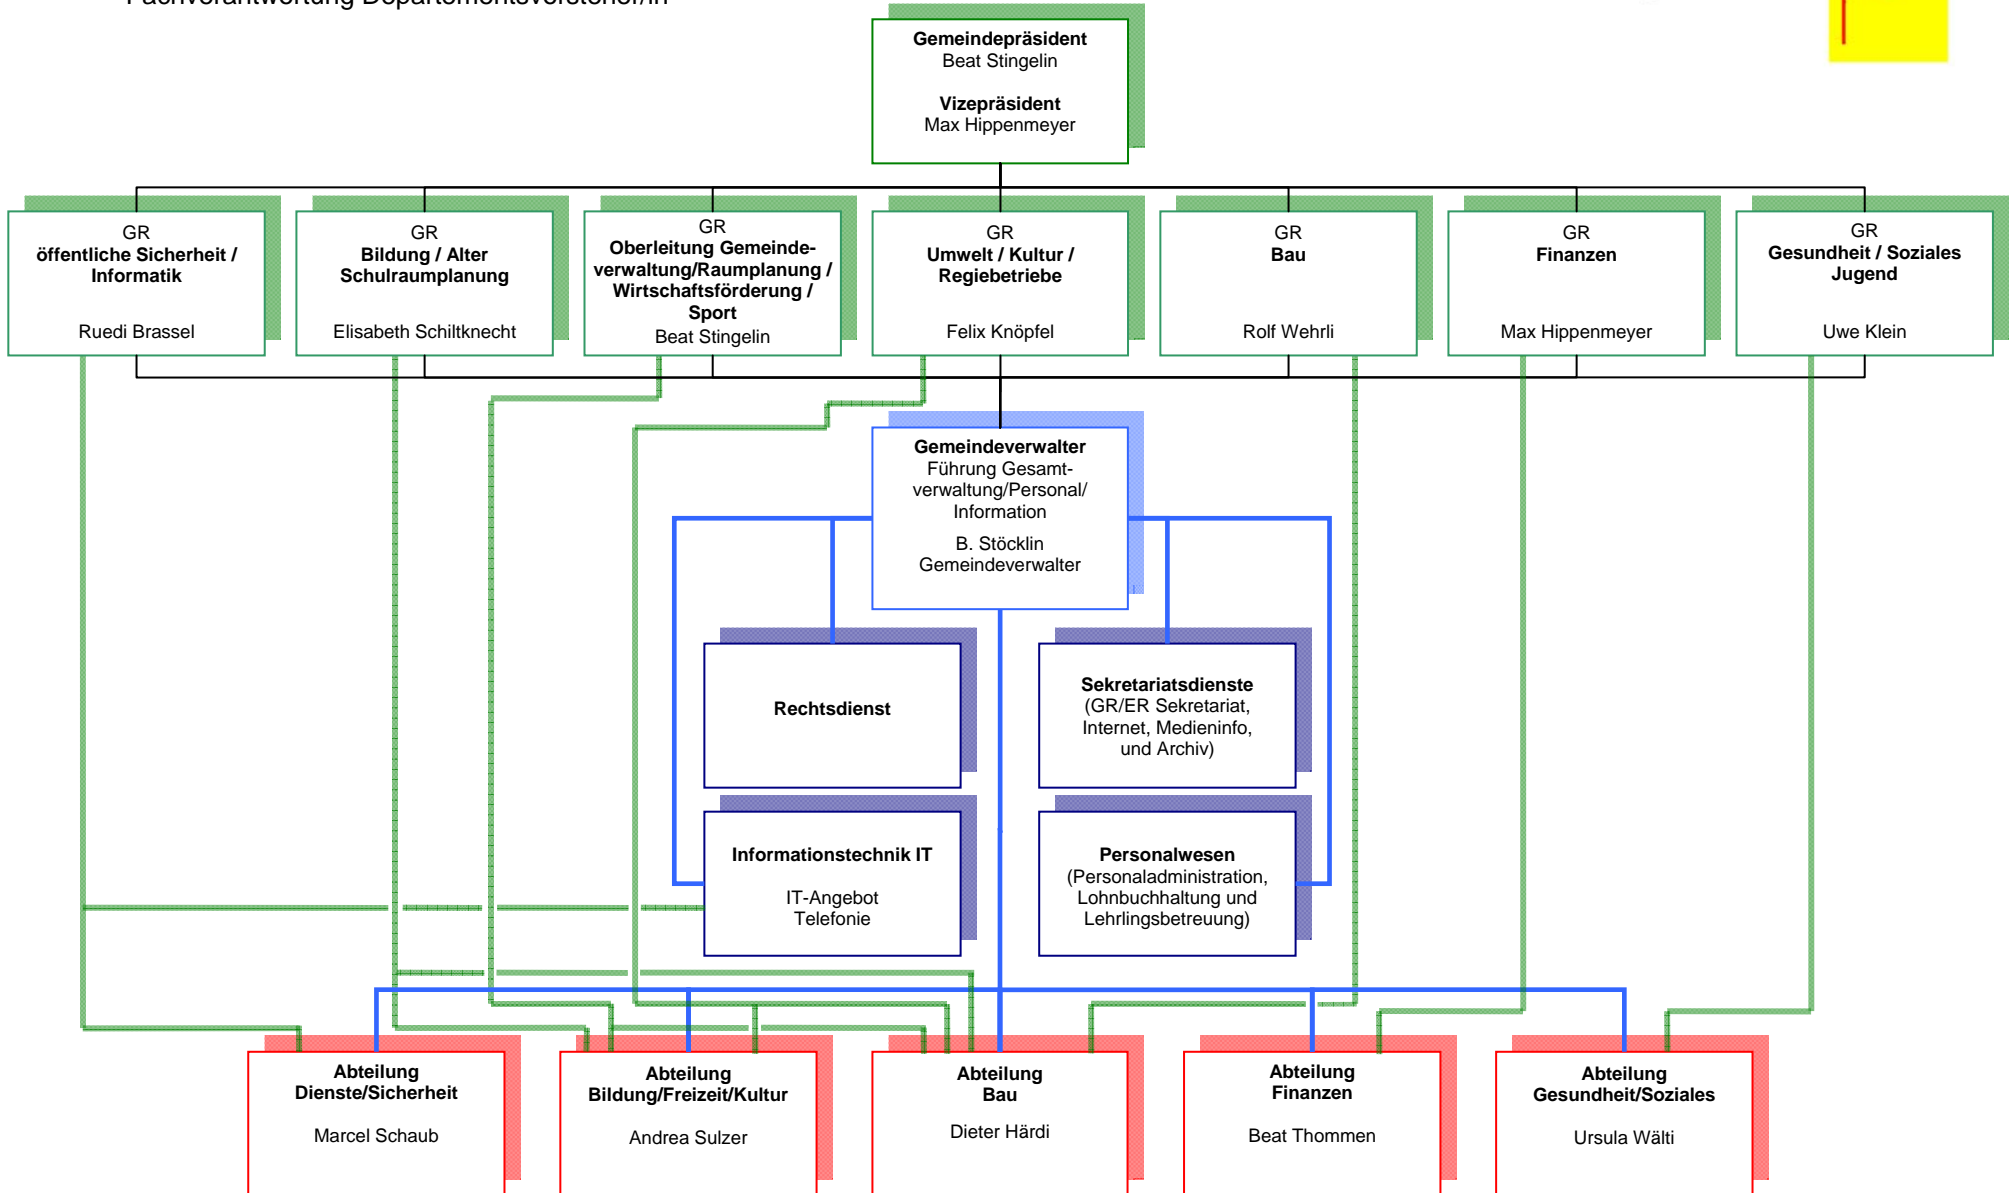 Fachverantwortung Departementsvorsteher/in
Gemeindepräsident
Beat Stingelin
Vizepräsident
Max Hippenmeyer
GR
öffentliche Sicherheit /
Informatik
Ruedi Brassel
GR
Bildung / Alter
Schulraumplanung
Elisabeth Schiltknecht
GR
Oberleitung Gemeinde-
verwaltung/Raumplanung /
Wirtschaftsförderung /
Sport
Beat Stingelin
GR
Umwelt / Kultur /
Regiebetriebe
Felix Knöpfel
GR
Bau
Rolf Wehrli
GR
Finanzen
Max Hippenmeyer
GR
Gesundheit / Soziales
Jugend
Uwe Klein
Gemeindeverwalter
Führung Gesamt-
verwaltung/Personal/
Information
B. Stöcklin
Gemeindeverwalter
Rechtsdienst
Sekretariatsdienste
(GR/ER Sekretariat,
Internet, Medieninfo,
und Archiv)
Informationstechnik IT
IT-Angebot
Telefonie
Personalwesen
(Personaladministration,
Lohnbuchhaltung und
Lehrlingsbetreuung)
Abteilung
Dienste/Sicherheit
Marcel Schaub
Abteilung
Bildung/Freizeit/Kultur
Andrea Sulzer
Abteilung
Bau
Dieter Härdi
Abteilung
Finanzen
Beat Thommen
Abteilung
Gesundheit/Soziales
Ursula Wälti